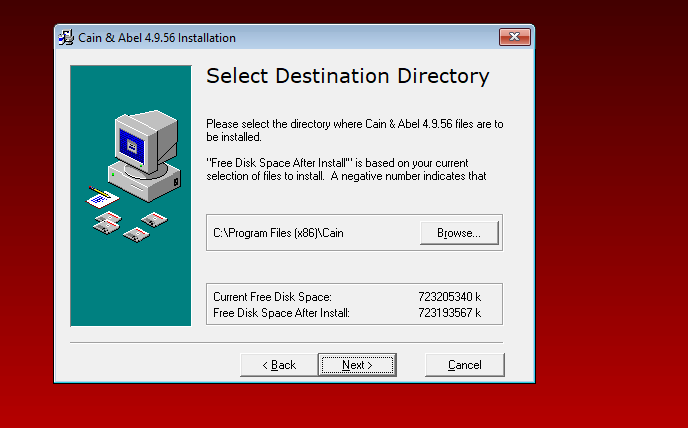 Cain & Abel 4.9.56 Installation
Select Destination Directory
Please select the directory where Cain & Abel 4.9.56 files are to
be installed.
"Free Disk Space After Install'" is based on your current
selection of files to install. A negative number indicates that
C:\Program Files (x86)\Cain
Browse...
Current Free Disk Space: 723205340 k
Free Disk Space After Install: 723193567 k
< Back Next > Cancel